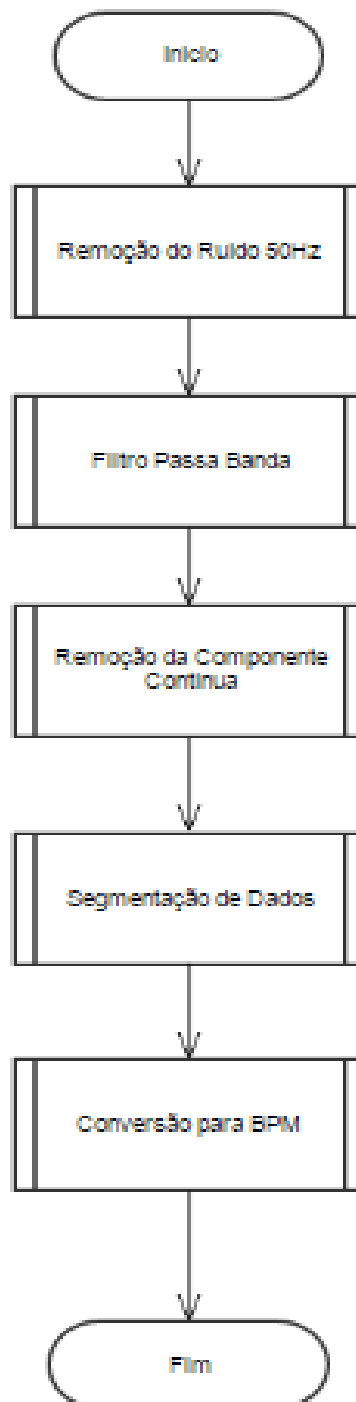 Inicio
Remoção do Ruido 50Hz
Filtro Passa Banda
Remoção da Componente
Continua
Segmentação de Dados
Conversão para BPM
Fim